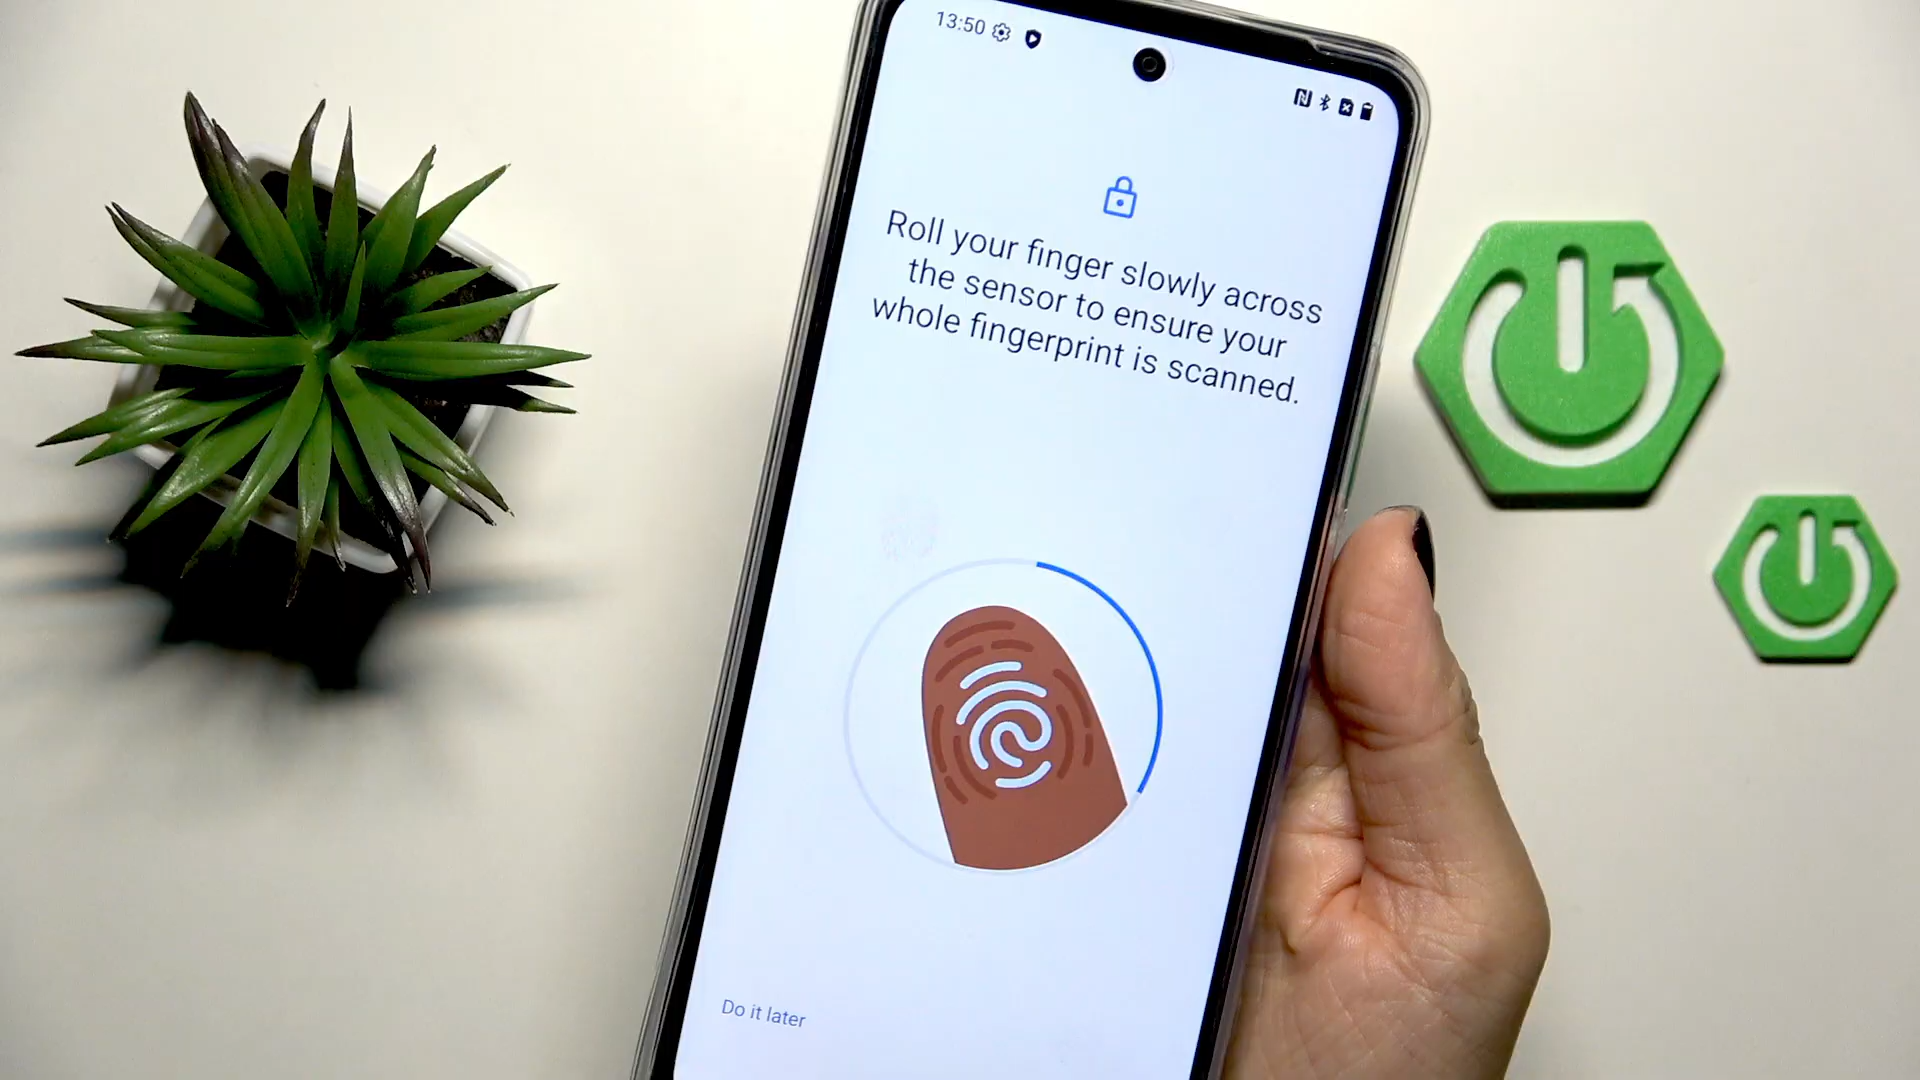 13:50
Roll your finger slowly across
the sensor to ensure your
whole fingerprint is scanned.
Do it later